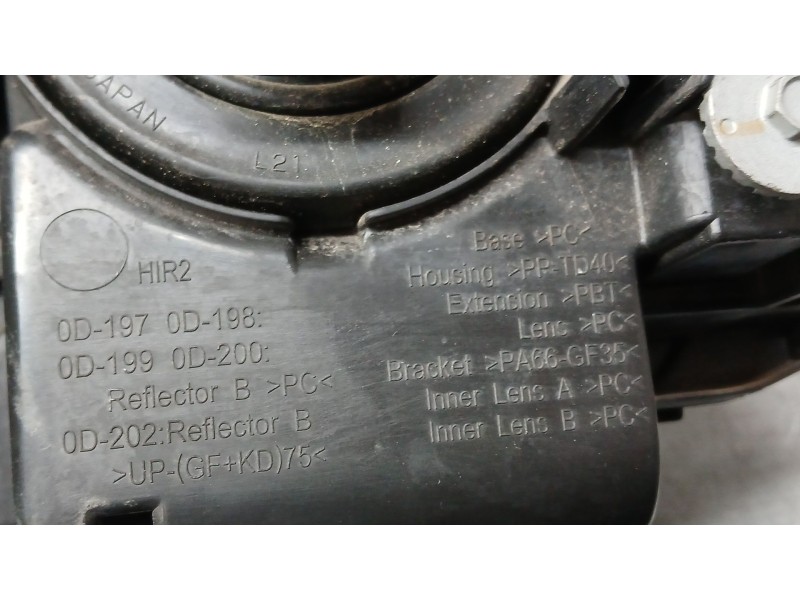 JAPAN
L21
HIR2
0D-197 0D-198:
0D-199 0D-200:
Reflector B >PC<
0D-202:Reflector B
>UP-(GF+KD)75<
Base >PC<
Housing >PP-TD40<
Extension >PBT<
Lens >PC<
Bracket >PA66-GF35<
Inner Lens A >PC<
Inner Lens B >PC<